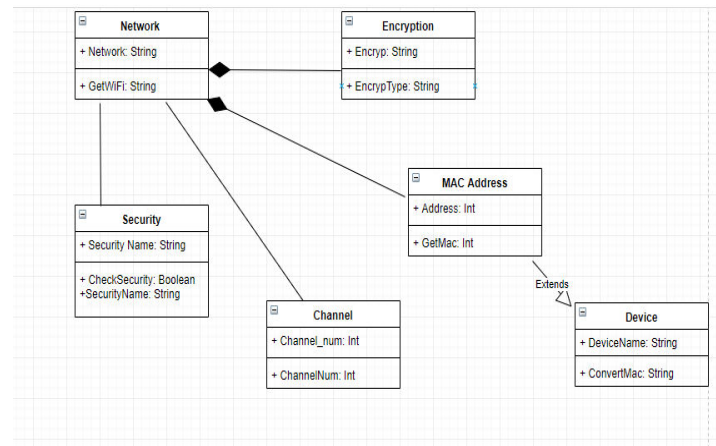 Network
+ Network: String
+ GetWiFi: String
Encryption
+ Encryp: String
+ EncrypType: String
MAC Address
+ Address: Int
+ GetMac: Int
Security
+ Security Name: String
+ CheckSecurity: Boolean
+SecurityName: String
Extends
Channel
+ Channel_num: Int
+ ChannelNum: Int
Device
+ DeviceName: String
+ ConvertMac: String